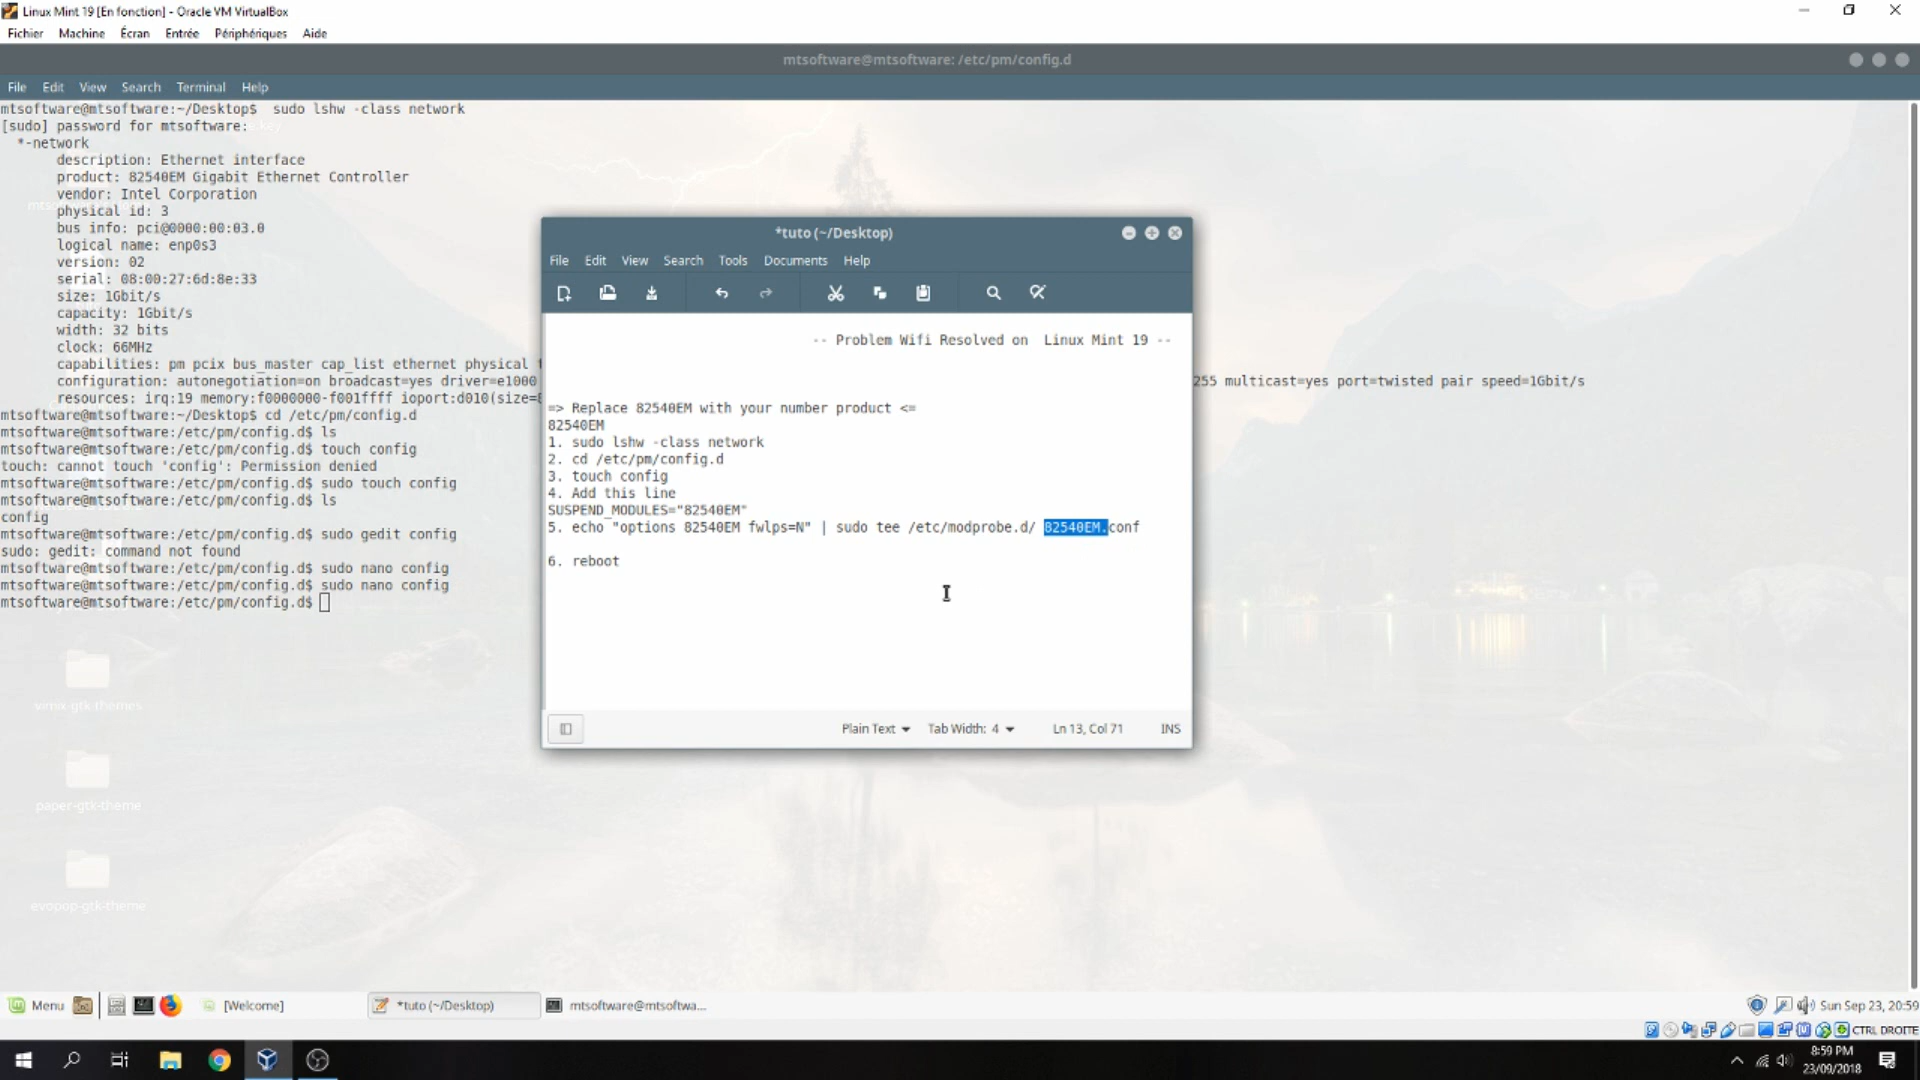 Linux Mint 19 [En fonction] - Oracle VM VirtualBox
Fichier Machine Écran Entrée Périphériques Aide
mtsoftware@mtsoftware: /etc/pm/config.d
File Edit View Search Terminal Help
mtsoftware@mtsoftware:~/Desktop$ sudo lshw -class network
[sudo] password for mtsoftware:
*-network
description: Ethernet interface
product: 82540EM Gigabit Ethernet Controller
vendor: Intel Corporation
physical id: 3
bus info: pci@0000:00:03.0
logical name: enp0s3
version: 02
serial: 08:00:27:6d:8e:33
size: 1Gbit/s
capacity: 1Gbit/s
width: 32 bits
clock: 66MHz
capabilities: pm pcix bus_master cap_list ethernet physical
configuration: autonegotiation=on broadcast=yes driver=e1000 255 multicast=yes port=twisted pair speed=1Gbit/s
resources: irq:19 memory:f0000000-f001ffff ioport:d010(size=8
mtsoftware@mtsoftware:~/Desktop$ cd /etc/pm/config.d
mtsoftware@mtsoftware:/etc/pm/config.d$ ls
mtsoftware@mtsoftware:/etc/pm/config.d$ touch config
touch: cannot touch 'config': Permission denied
mtsoftware@mtsoftware:/etc/pm/config.d$ sudo touch config
mtsoftware@mtsoftware:/etc/pm/config.d$ ls
config
mtsoftware@mtsoftware:/etc/pm/config.d$ sudo gedit config
sudo: gedit: command not found
mtsoftware@mtsoftware:/etc/pm/config.d$ sudo nano config
mtsoftware@mtsoftware:/etc/pm/config.d$ sudo nano config
mtsoftware@mtsoftware:/etc/pm/config.d$
vimix-gtk-themes
paper-gtk-theme
evopop-gtk-theme
*tuto (~/Desktop)
File Edit View Search Tools Documents Help
-- Problem Wifi Resolved on Linux Mint 19 --
=> Replace 82540EM with your number product <=
82540EM
1. sudo lshw -class network
2. cd /etc/pm/config.d
3. touch config
4. Add this line
SUSPEND_MODULES="82540EM"
5. echo "options 82540EM fwlps=N" | sudo tee /etc/modprobe.d/ 82540EM.conf
6. reboot
Plain Text Tab Width: 4 Ln 13, Col 71 INS
Menu [Welcome] *tuto (~/Desktop) mtsoftware@mtsoftwa... Sun Sep 23, 20:59
CTRL DROITE
8:59 PM
23/09/2018